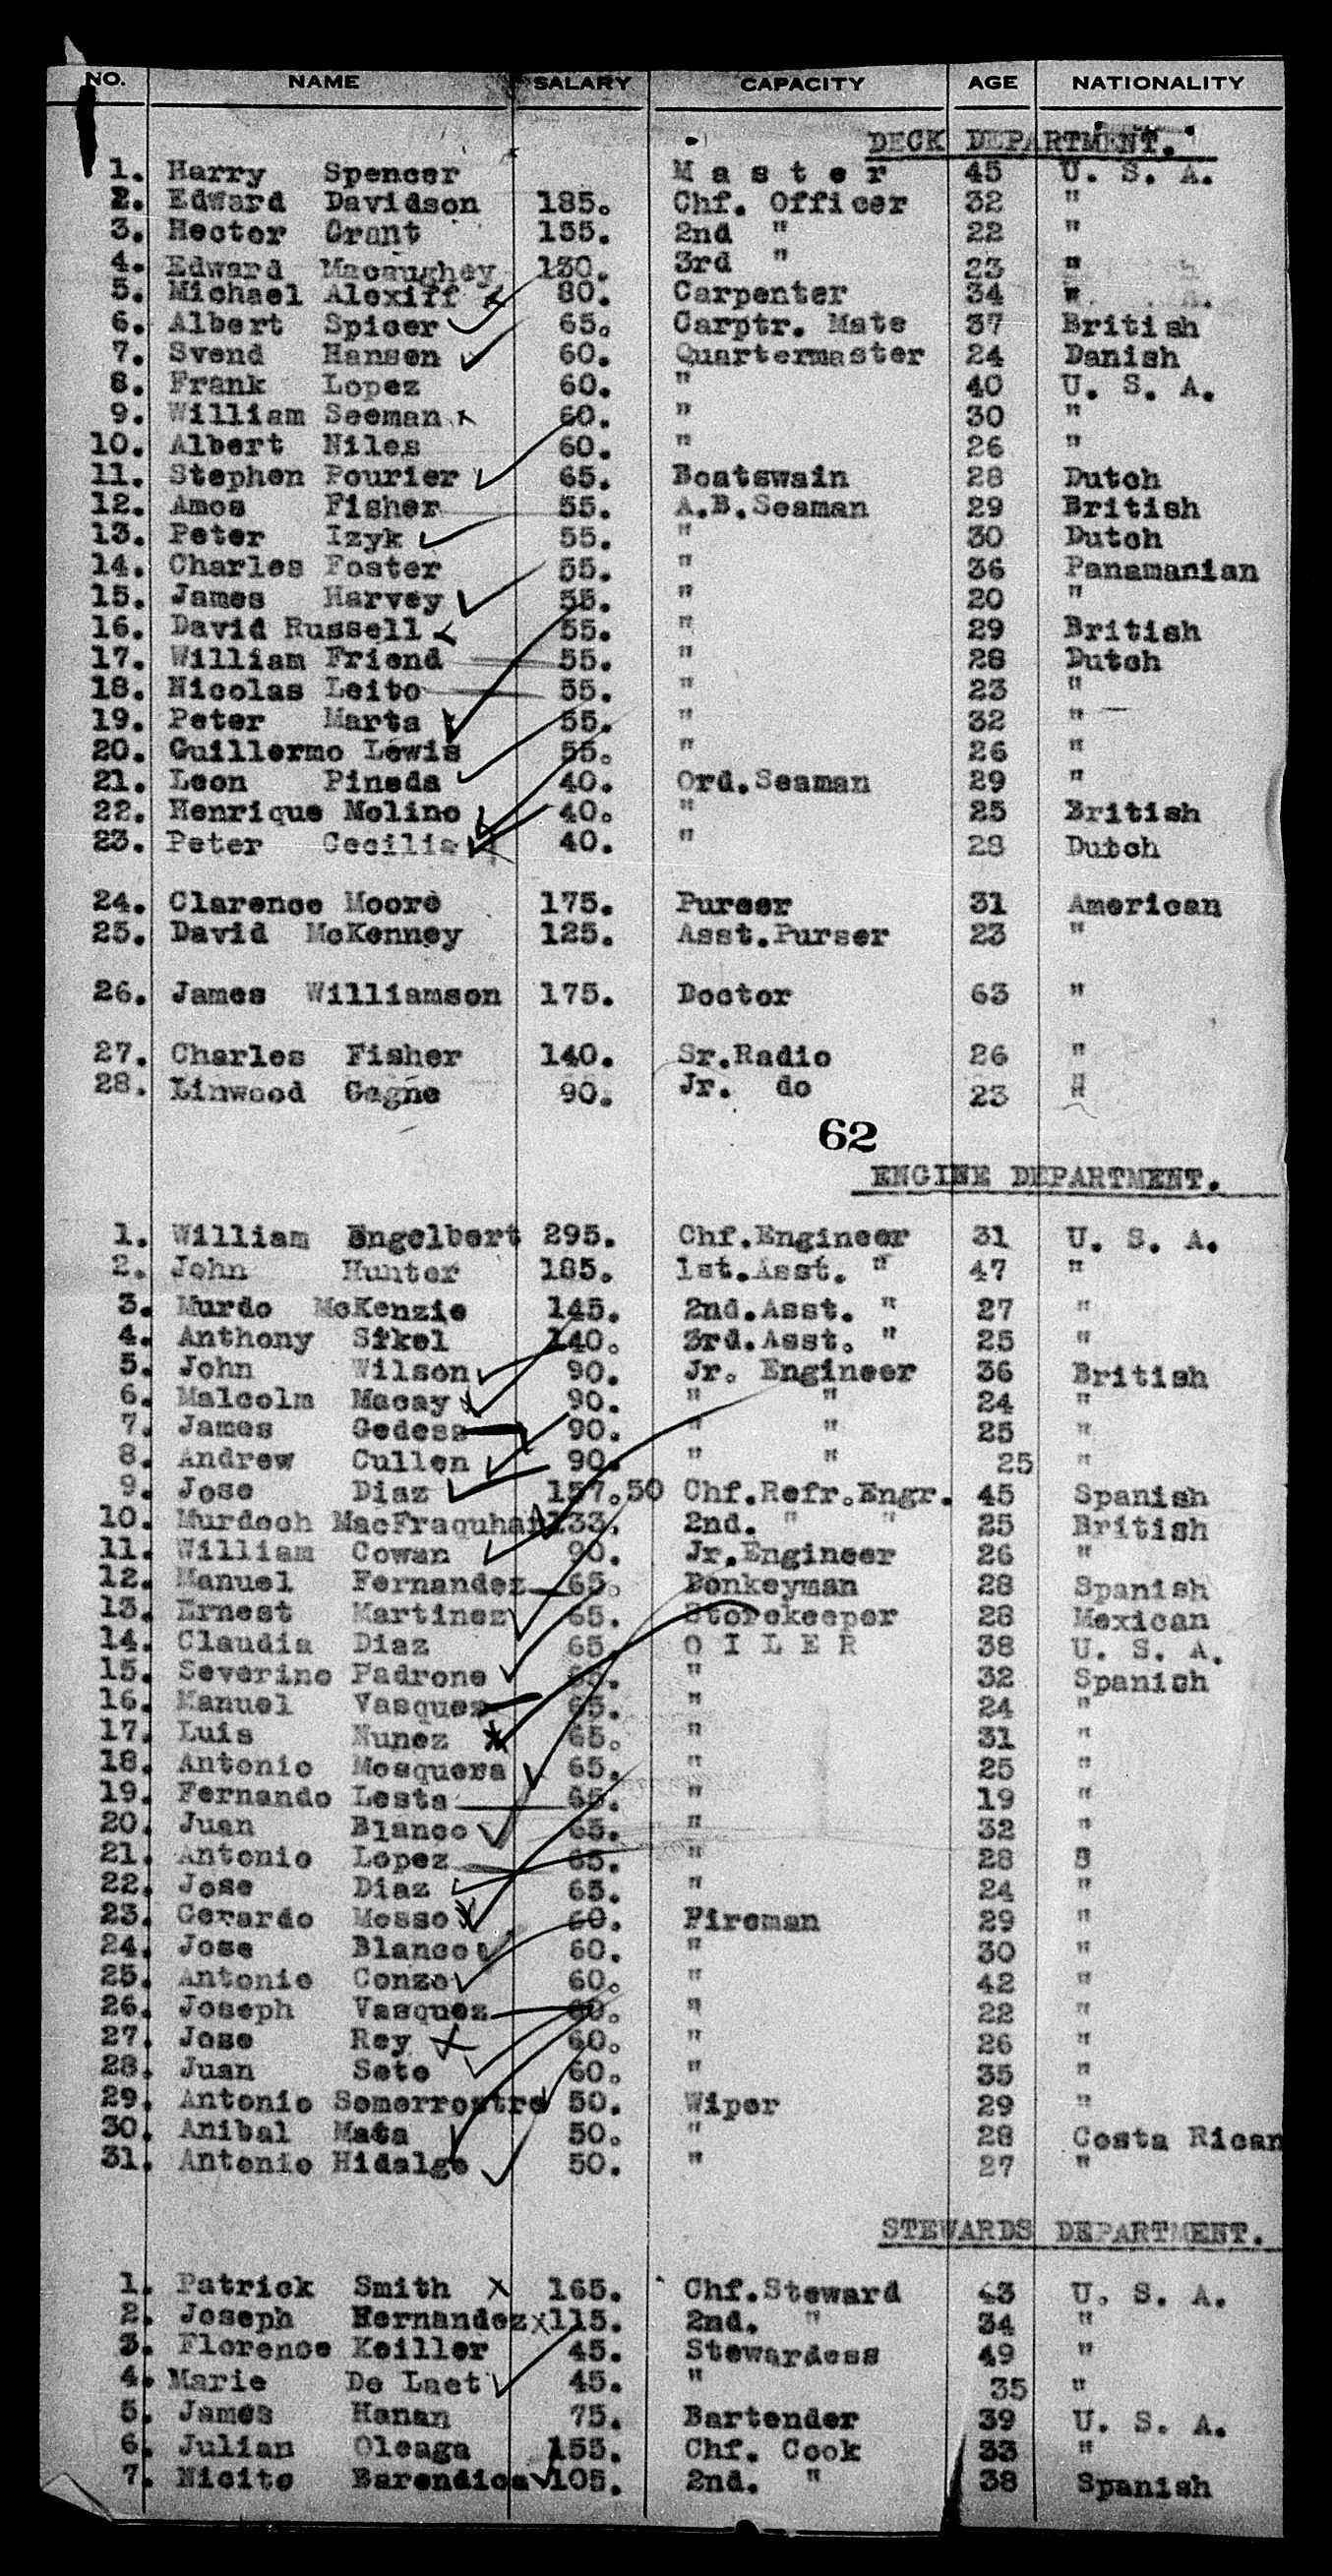 NO. NAME SALARY CAPACITY AGE NATIONALITY
DECK DEPARTMENT.
1. Harry Spencer M a s t e r 45 U. S. A.
2. Edward Davidson 185. Chf. Officer 32 "
3. Hector Grant 155. 2nd " 22 "
4. Edward Macaughey 130. 3rd " 23 "
5. Michael Alexiff 80. Carpenter 34 "
6. Albert Spicer 65. Carptr. Mate 37 British
7. Svend Hansen 60. Quartermaster 24 Danish
8. Frank Lopez 60. " 40 U. S. A.
9. William Seeman 60. " 30 "
10. Albert Niles 60. " 26 "
11. Stephen Pourier 65. Boatswain 28 Dutch
12. Amos Fisher 55. A.B.Seaman 29 British
13. Peter Izyk 55. " 30 Dutch
14. Charles Foster 55. " 36 Panamanian
15. James Harvey 55. " 20 "
16. David Russell 55. " 29 British
17. William Friend 55. " 28 Dutch
18. Nicolas Leito 55. " 23 "
19. Peter Marta 55. " 32 "
20. Guillermo Lewis 55. " 26 "
21. Leon Pineda 40. Ord.Seaman 29 "
22. Henrique Molino 40. " 25 British
23. Peter Cecilia 40. " 28 Dutch
24. Clarence Moore 175. Purser 31 American
25. David McKenney 125. Asst.Purser 23 "
26. James Williamson 175. Doctor 63 "
27. Charles Fisher 140. Sr.Radio 26 "
28. Linwood Gagne 90. Jr. do 23 "
62
ENGINE DEPARTMENT.
1. William Engelbert 295. Chf.Engineer 31 U. S. A.
2. John Hunter 185. 1st.Asst. " 47 "
3. Murdo McKenzie 145. 2nd.Asst. " 27 "
4. Anthony Sikel 140. 3rd.Asst. " 25 "
5. John Wilson 90. Jr. Engineer 36 British
6. Malcolm Macay 90. " " 24 "
7. James Gedess 90. " " 25 "
8. Andrew Cullen 90. " " 25 "
9. Jose Diaz 157.50 Chf.Refr.Engr. 45 Spanish
10. Murdoch MacFraquhar 133. 2nd. " " 25 British
11. William Cowan 90. Jr.Engineer 26 "
12. Manuel Fernandez 65. Donkeyman 28 Spanish
13. Ernest Martinez 65. Storekeeper 28 Mexican
14. Claudia Diaz 65. O I L E R 38 U. S. A.
15. Severino Padrone 65. " 32 Spanish
16. Manuel Vasquez 65. " 24 "
17. Luis Nunez 65. " 31 "
18. Antonio Mosquera 65. " 25 "
19. Fernando Lesta 65. " 19 "
20. Juan Blanco 65. " 32 "
21. Antonio Lopez 65. " 28 "
22. Jose Diaz 65. " 24 "
23. Gerardo Mosso 60. Fireman 29 "
24. Jose Blanco 60. " 30 "
25. Antonio Conzo 60. " 42 "
26. Joseph Vasquez 60. " 22 "
27. Jose Rey 60. " 26 "
28. Juan Seto 60. " 35 "
29. Antonio Somorrostro 50. Wiper 29 "
30. Anibal Mata 50. " 28 Costa Rican
31. Antonio Hidalgo 50. " 27 "
STEWARDS DEPARTMENT.
1. Patrick Smith 165. Chf.Steward 43 U. S. A.
2. Joseph Hernandez 115. 2nd. " 34 "
3. Florence Keiller 45. Stewardess 49 "
4. Marie De Laet 45. " 35 "
5. James Hanan 75. Bartender 39 U. S. A.
6. Julian Oleaga 155. Chf. Cook 33 "
7. Nicito Barendica 105. 2nd. " 38 Spanish